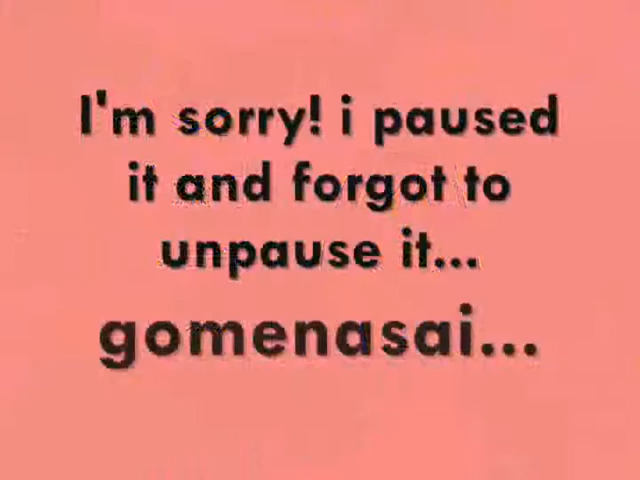 I'm sorry! i paused
it and forgot to
unpause it...
gomenasai...